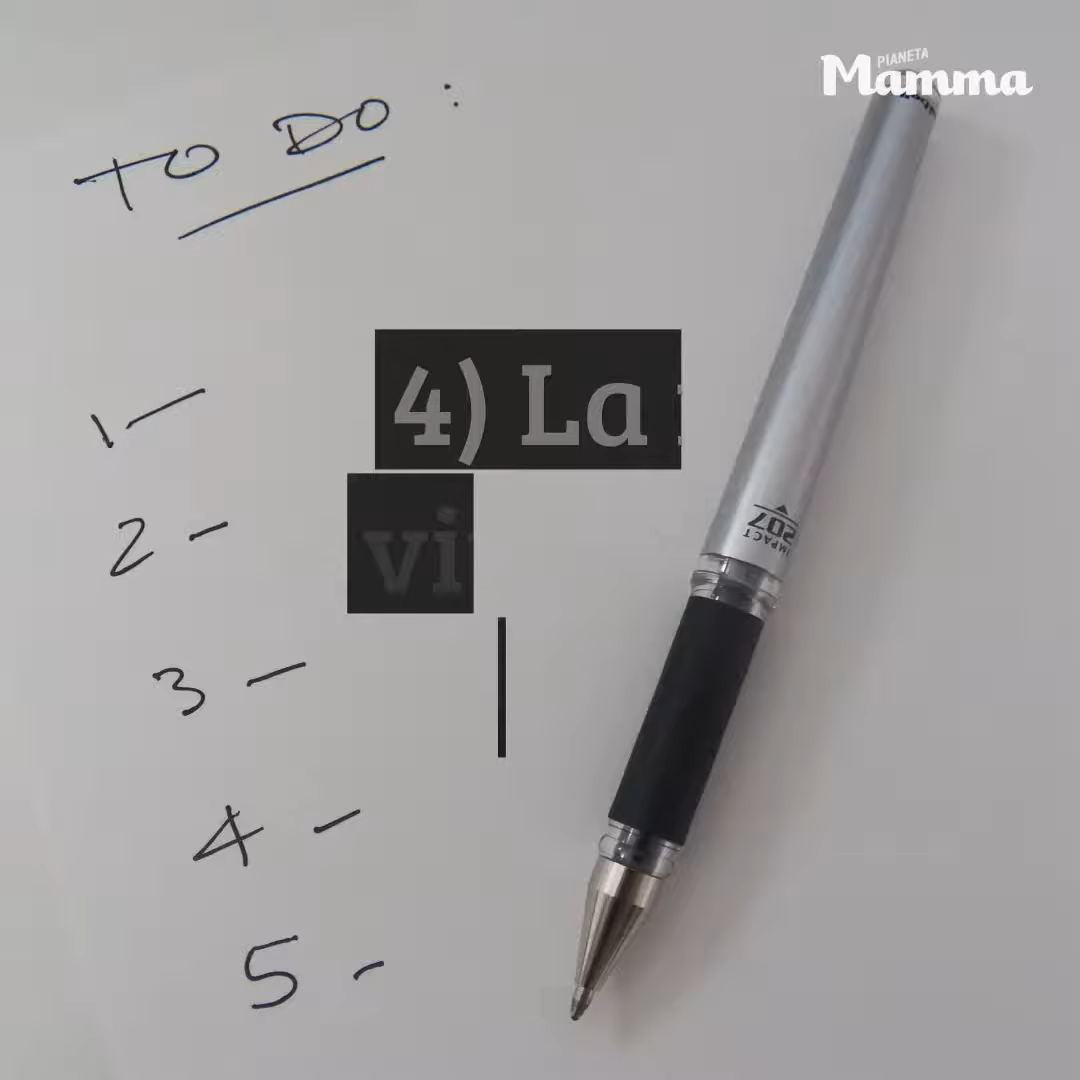 PIANETA
Mamma
TO DO :
1 -
4) La
2 -
vi
3 -
4 -
5 -
IMPACT
207